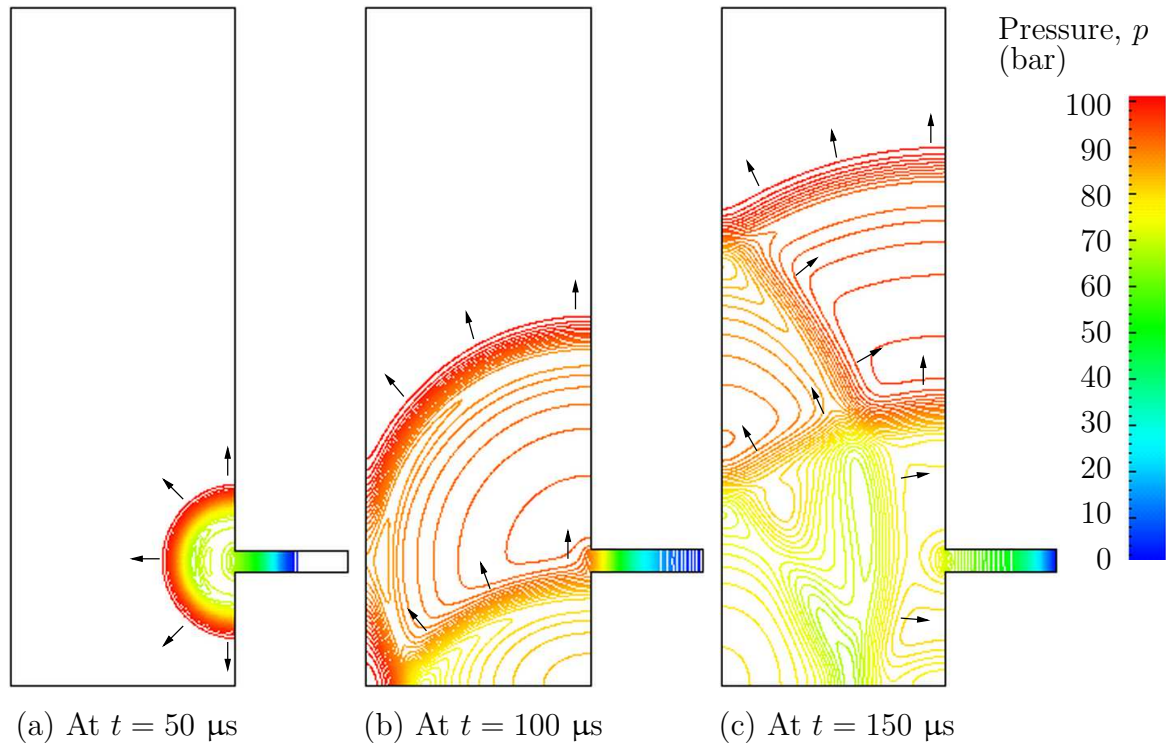 Pressure, p
(bar)
100
90
80
70
60
50
40
30
20
10
0
(a) At t = 50 μs
(b) At t = 100 μs
(c) At t = 150 μs